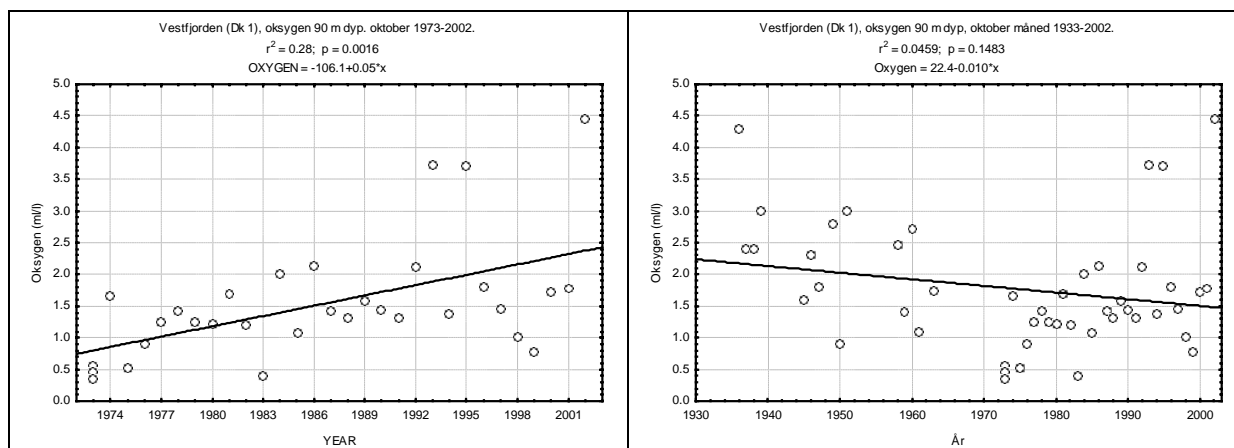 Vestfjorden (Dk 1), oksygen 90 m dyp. oktober 1973-2002.
r² = 0.28; p = 0.0016
OXYGEN = -106.1+0.05*x
5.0
4.5
4.0
3.5
3.0
2.5
2.0
1.5
1.0
0.5
0.0
Oksygen (ml/l)
1974 1977 1980 1983 1986 1989 1992 1995 1998 2001
YEAR
Vestfjorden (Dk 1), oksygen 90 m dyp, oktober måned 1933-2002.
r² = 0.0459; p = 0.1483
Oxygen = 22.4-0.010*x
5.0
4.5
4.0
3.5
3.0
2.5
2.0
1.5
1.0
0.5
0.0
Oksygen (ml/l)
1930 1940 1950 1960 1970 1980 1990 2000
År